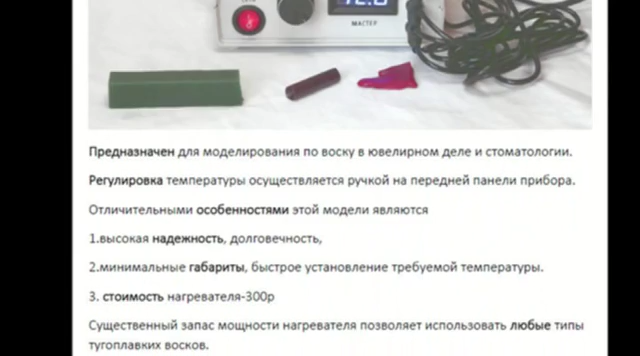 МАСТЕР
Предназначен для моделирования по воску в ювелирном деле и стоматологии.
Регулировка температуры осуществляется ручкой на передней панели прибора.
Отличительными особенностями этой модели являются
1.высокая надежность, долговечность,
2.минимальные габариты, быстрое установление требуемой температуры.
3. стоимость нагревателя-300р
Существенный запас мощности нагревателя позволяет использовать любые типы
тугоплавких восков.